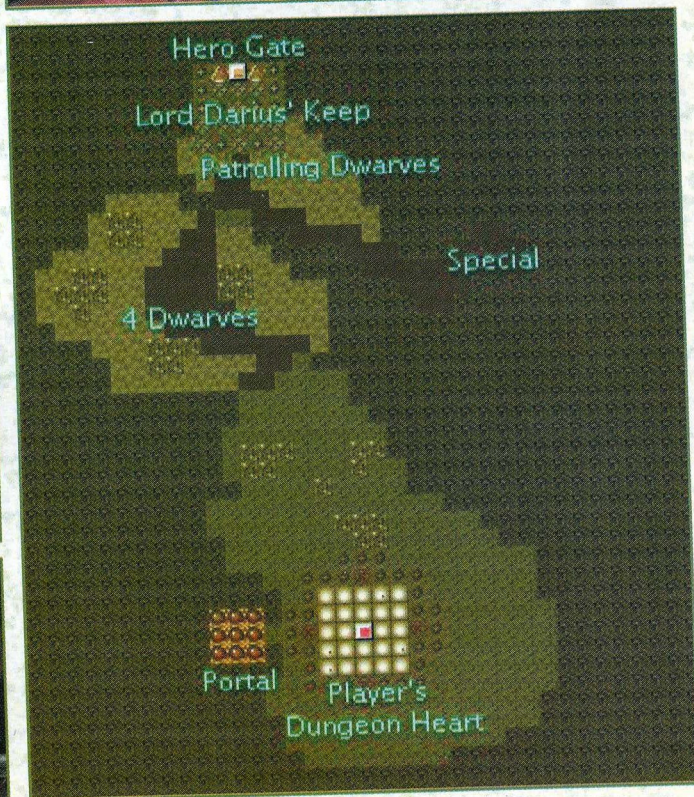 Hero Gate
Lord Darius' Keep
Patrolling Dwarves
Special
4 Dwarves
Portal
Player's
Dungeon Heart